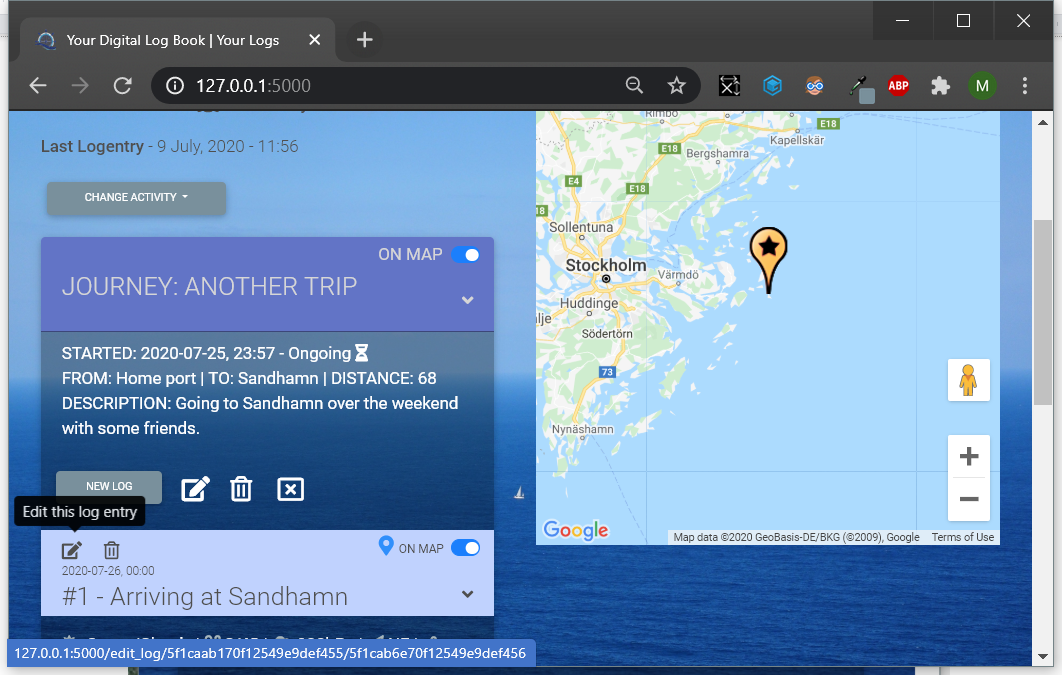 Your Digital Log Book | Your Logs
127.0.0.1:5000
ABP
M
Last Logentry - 9 July, 2020 - 11:56
CHANGE ACTIVITY
ON MAP
JOURNEY: ANOTHER TRIP
STARTED: 2020-07-25, 23:57 - Ongoing
FROM: Home port | TO: Sandhamn | DISTANCE: 68
DESCRIPTION: Going to Sandhamn over the weekend
with some friends.
NEW LOG
Edit this log entry
ON MAP
2020-07-26, 00:00
#1 - Arriving at Sandhamn
127.0.0.1:5000/edit_log/5f1caab170f12549e9def455/5f1cab6e70f12549e9def456
Rimbo
E18
Kapellskär
E18
Bergshamra
E4
E18
18
Sollentuna
Stockholm
Värmdö
Huddinge
älje
Södertörn
73
Nynäshamn
Google
Map data ©2020 GeoBasis-DE/BKG (©2009), Google
Terms of Use